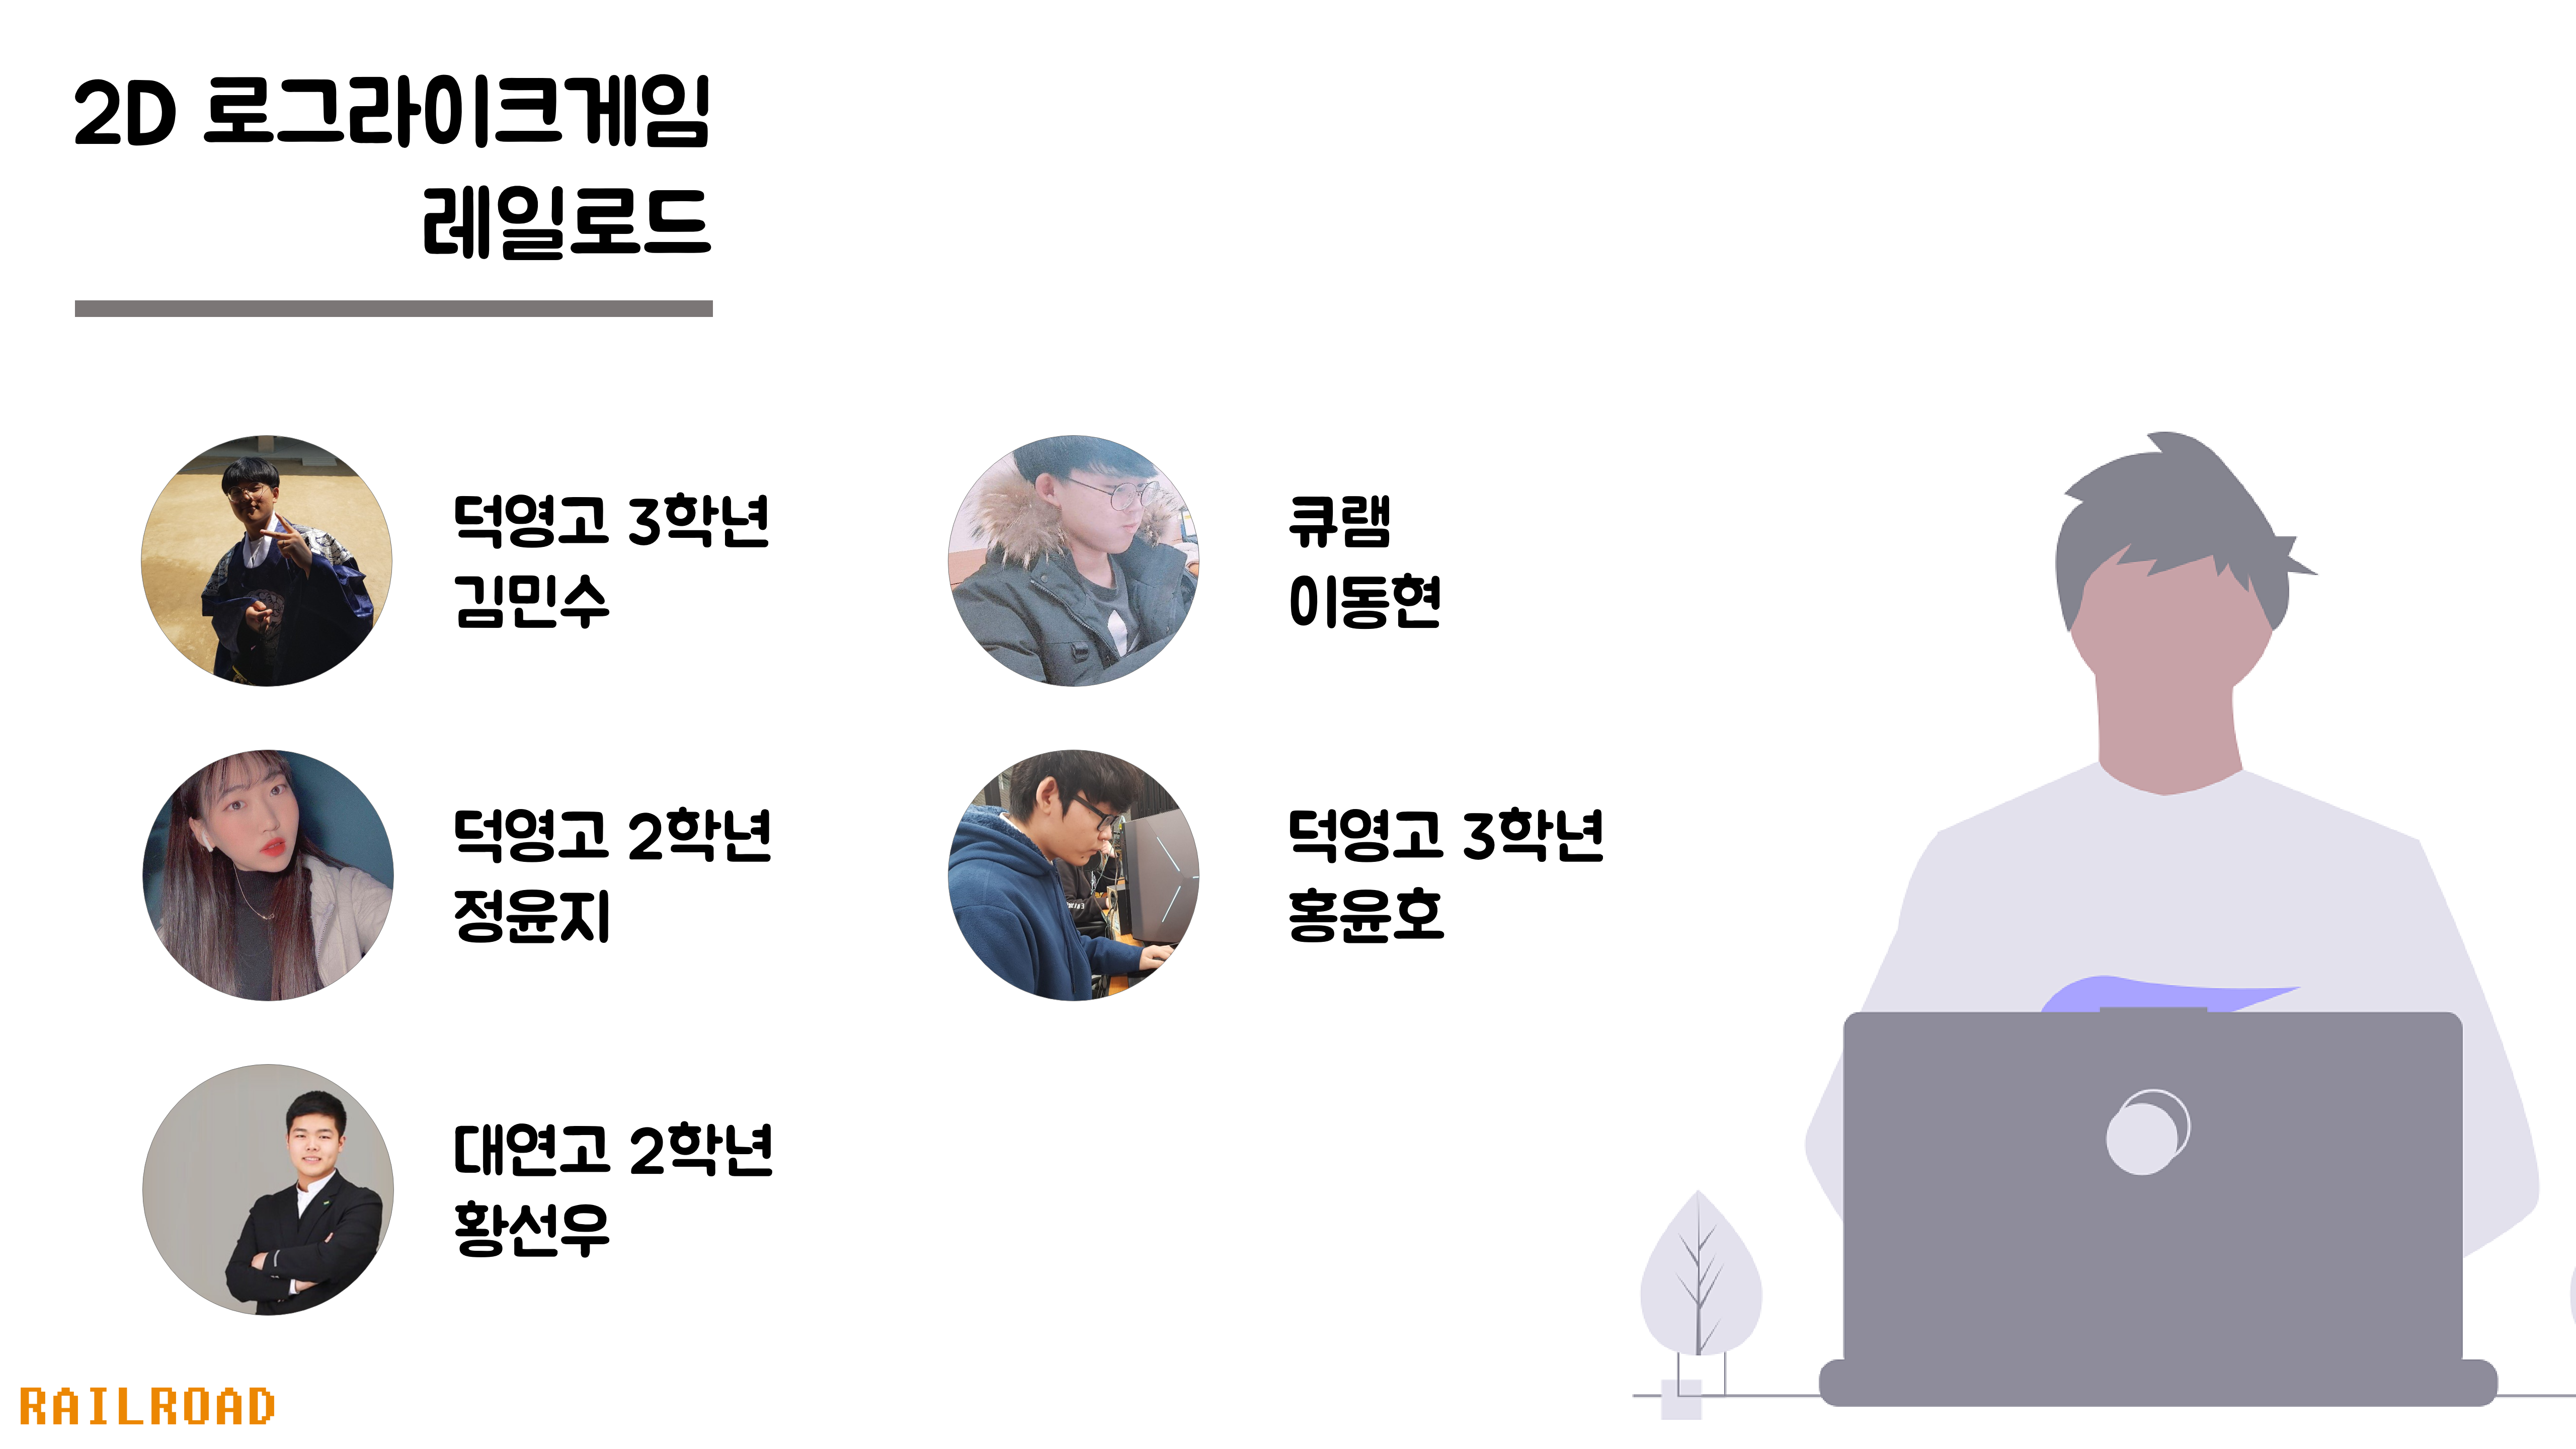 2D 로그라이크게임
레일로드
덕영고 3학년
김민수
큐램
이동현
덕영고 2학년
정윤지
덕영고 3학년
홍윤호
대연고 2학년
황선우
RAILROAD